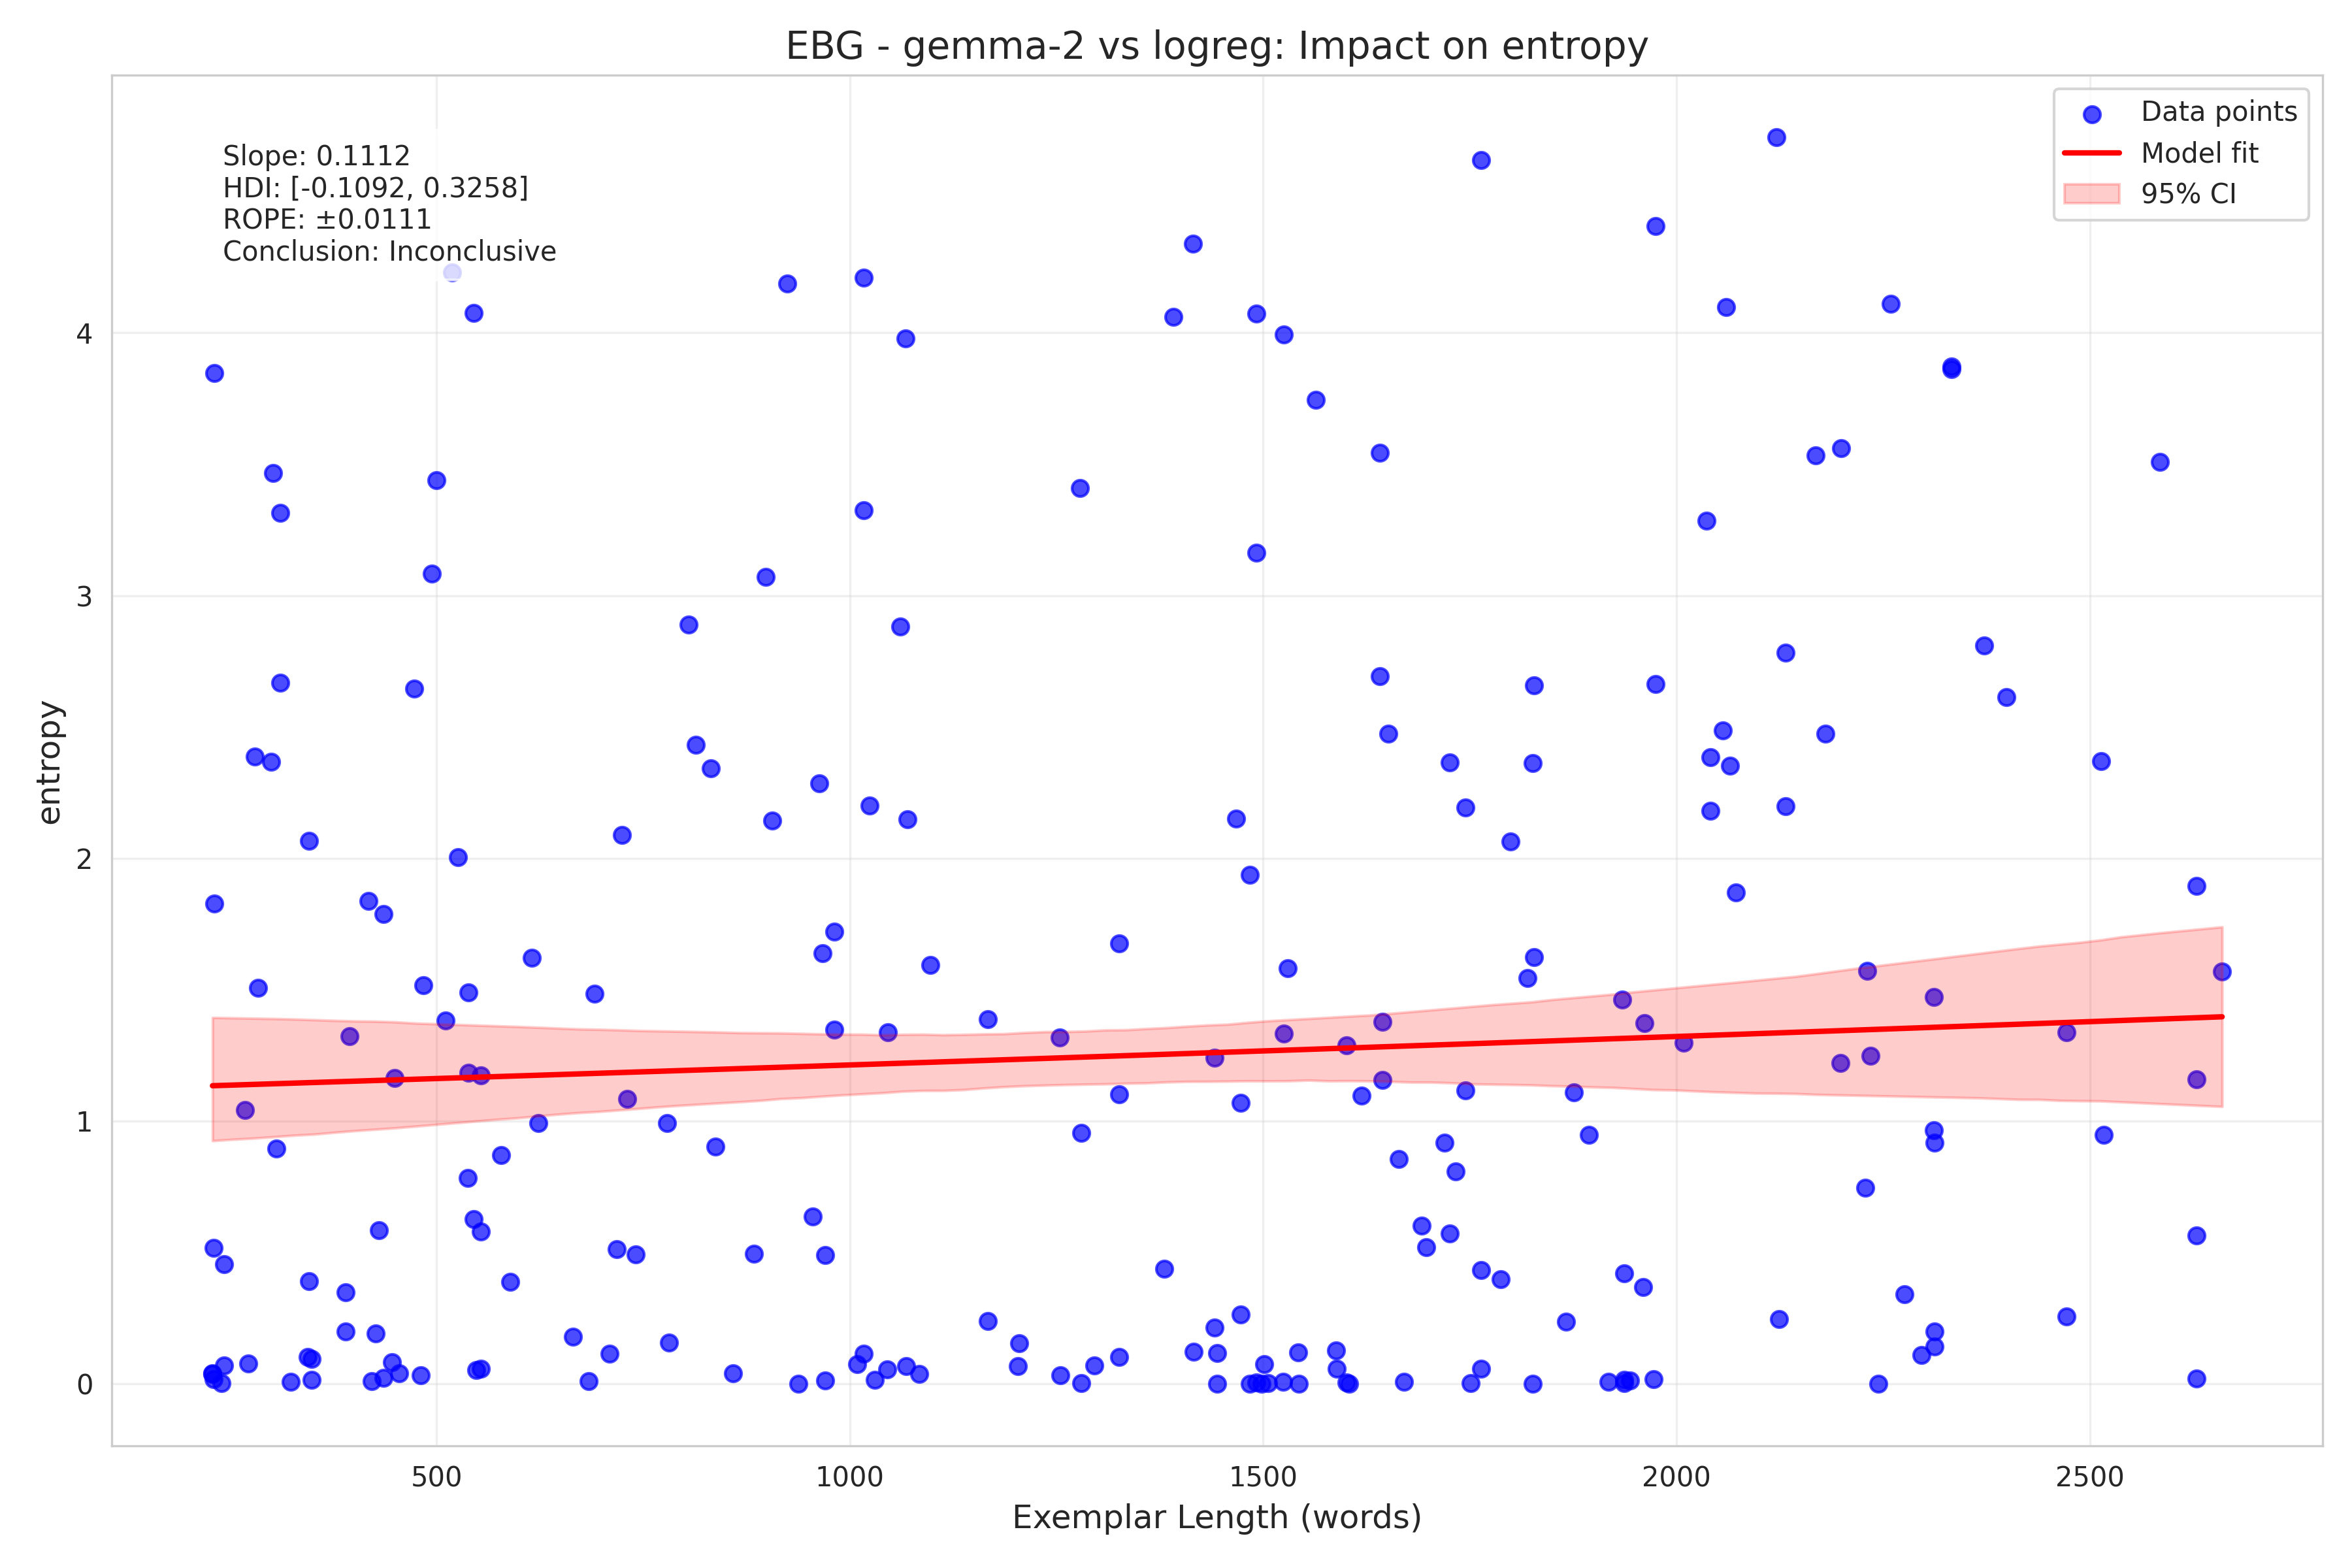 EBG - gemma-2 vs logreg: Impact on entropy
Slope: 0.1112
HDI: [-0.1092, 0.3258]
ROPE: ±0.0111
Conclusion: Inconclusive
Data points
Model fit
95% CI
entropy
4
3
2
1
0
500 1000 1500 2000 2500
Exemplar Length (words)